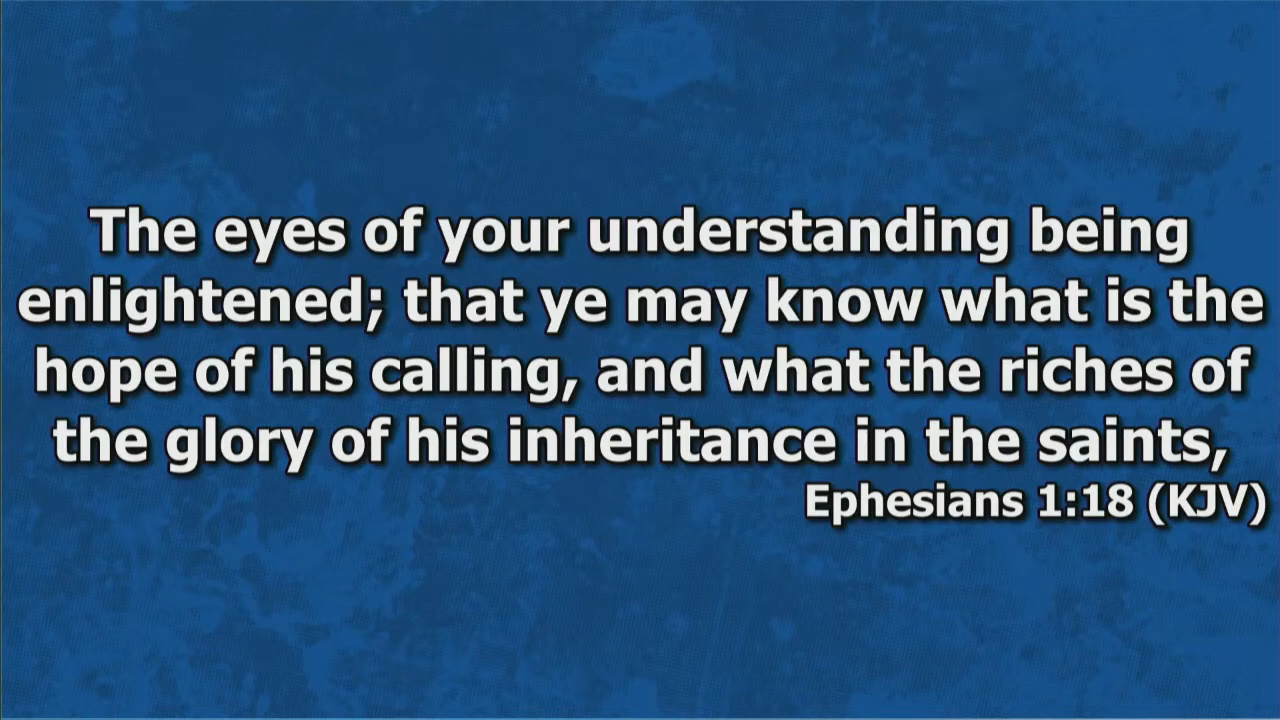 The eyes of your understanding being
enlightened; that ye may know what is the
hope of his calling, and what the riches of
the glory of his inheritance in the saints,
Ephesians 1:18 (KJV)